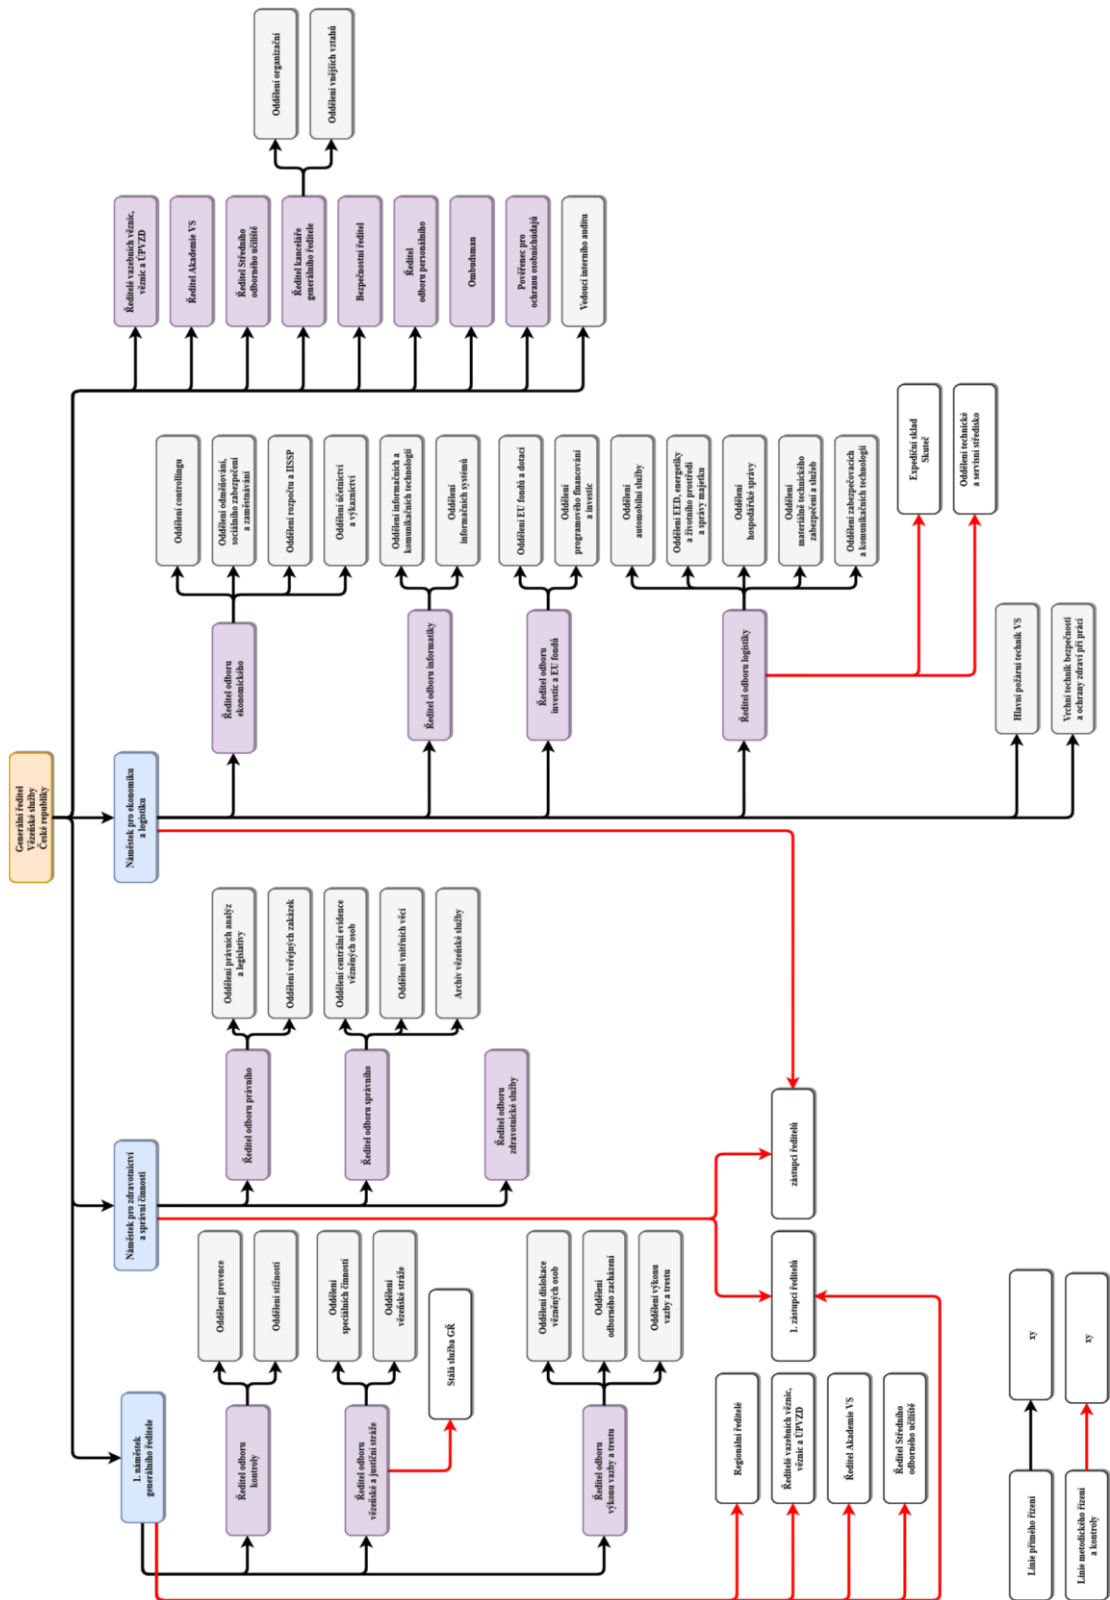 Generální ředitel
Vězeňské služby
České republiky
1. náměstek
generálního ředitele
Náměstek pro zdravotnictví
a správní činnosti
Náměstek pro ekonomiku
a logistiku
Ředitelé vazebních věznic,
věznic a ÚPVZD
Ředitel Akademie VS
Ředitel Středního
odborného učiliště
Ředitel kanceláře
generálního ředitele
Bezpečnostní ředitel
Ředitel
odboru personálního
Ombudsman
Pověřenec pro
ochranu osobníchúdajů
Vedoucí interního auditu
Oddělení organizační
Oddělení vnějších vztahů
Ředitel odboru
kontroly
Oddělení prevence
Oddělení stížností
Ředitel odboru
vězeňské a justiční stráže
Oddělení
speciálních činností
Oddělení
vězeňské stráže
Stálá služba GŘ
Ředitel odboru
výkonu vazby a trestu
Oddělení dislokace
vězněných osob
Oddělení
odborného zacházení
Oddělení výkonu
vazby a trestu
Ředitel odboru právního
Oddělení právních analýz
a legislativy
Oddělení veřejných zakázek
Ředitel odboru správního
Oddělení centrální evidence
vězněných osob
Oddělení vnitřních věcí
Archiv vězeňské služby
Ředitel odboru
zdravotnické služby
Ředitel odboru
ekonomického
Oddělení controllingu
Oddělení odměňování,
sociálního zabezpečení
a zaměstnávání
Oddělení rozpočtu a IISSP
Oddělení účetnictví
a výkaznictví
Ředitel odboru informatiky
Oddělení informačních a
komunikačních technologií
Oddělení
informačních systémů
Ředitel odboru
investic a EU fondů
Oddělení EU fondů a dotací
Oddělení
programového financování
a investic
Ředitel odboru logistiky
Oddělení
automobilní služby
Oddělení EED, energetiky
a životního prostředí
a správy majetku
Oddělení
hospodářské správy
Oddělení
materiálně technického
zabezpečení a služeb
Oddělení zabezpečovacích
a komunikačních technologií
Expediční sklad
Skuteč
Oddělení technické
a servisní středisko
Hlavní požární technik VS
Vrchní technik bezpečnosti
a ochrany zdraví při práci
Regionální ředitelé
Ředitelé vazebních věznic,
věznic a ÚPVZD
Ředitel Akademie VS
Ředitel Středního
odborného učiliště
1. zástupci ředitelů
zástupci ředitelů
Linie přímého řízení
xy
Linie metodického řízení
a kontroly
xy